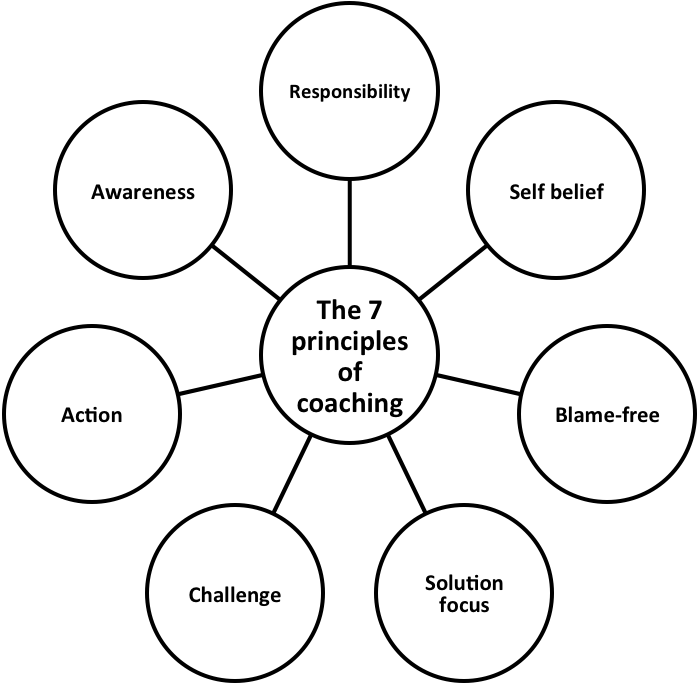 Responsibility
Awareness
Self belief
The 7
principles
of
coaching
Action
Blame-free
Challenge
Solution
focus